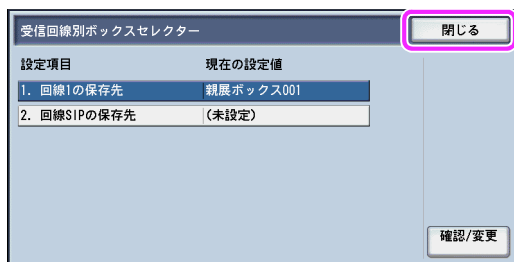 受信回線別ボックスセレクター
閉じる
設定項目 現在の設定値
1. 回線1の保存先 親展ボックス001
2. 回線SIPの保存先 (未設定)
確認/変更